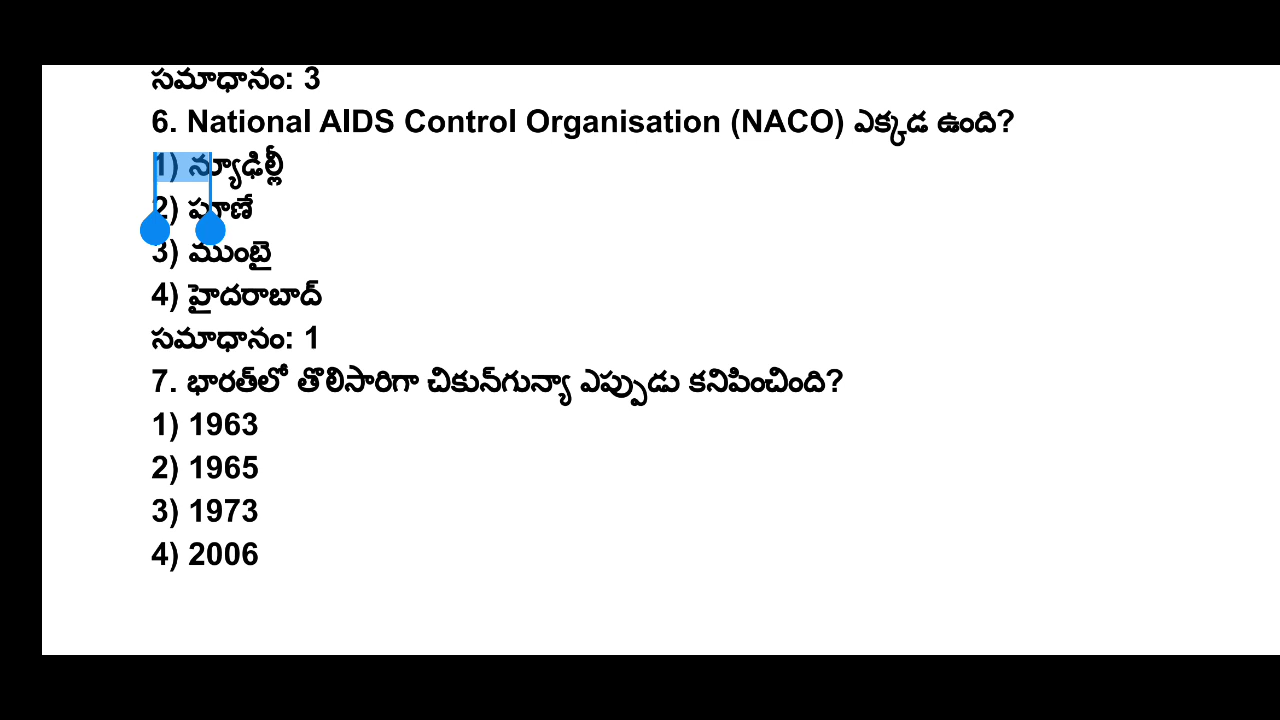 సమాధానం: 3
6. National AIDS Control Organisation (NACO) ఎక్కడ ఉంది?
1) న్యూఢిల్లీ
2) పూణే
3) ముంబై
4) హైదరాబాద్
సమాధానం: 1
7. భారత్‌లో తొలిసారిగా చికున్‌గున్యా ఎప్పుడు కనిపించింది?
1) 1963
2) 1965
3) 1973
4) 2006